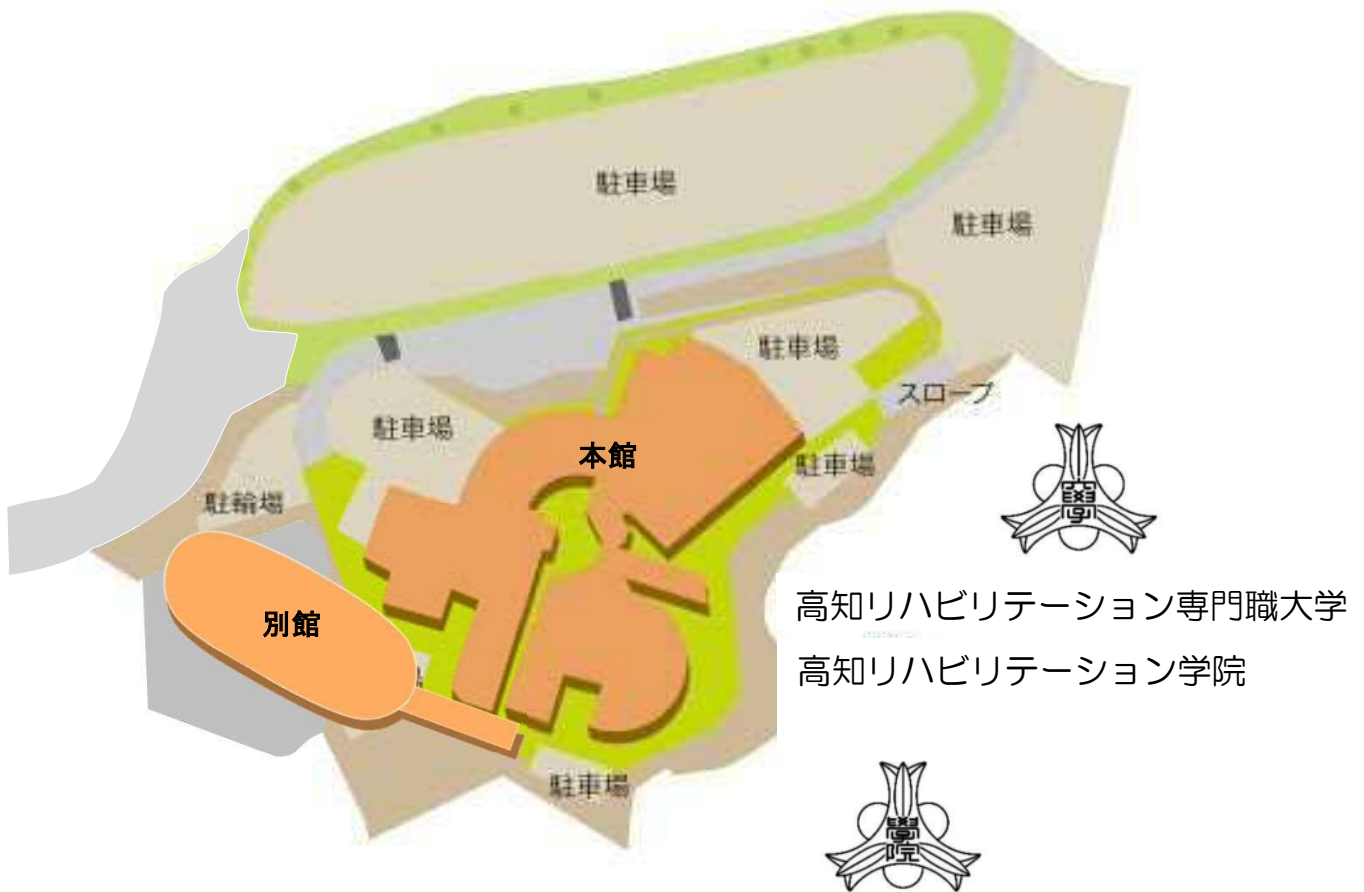 駐車場
駐車場
駐車場
スロープ
駐車場
本館
駐車場
駐輪場
別館
高知リハビリテーション専門職大学
高知リハビリテーション学院
駐車場
學
學院